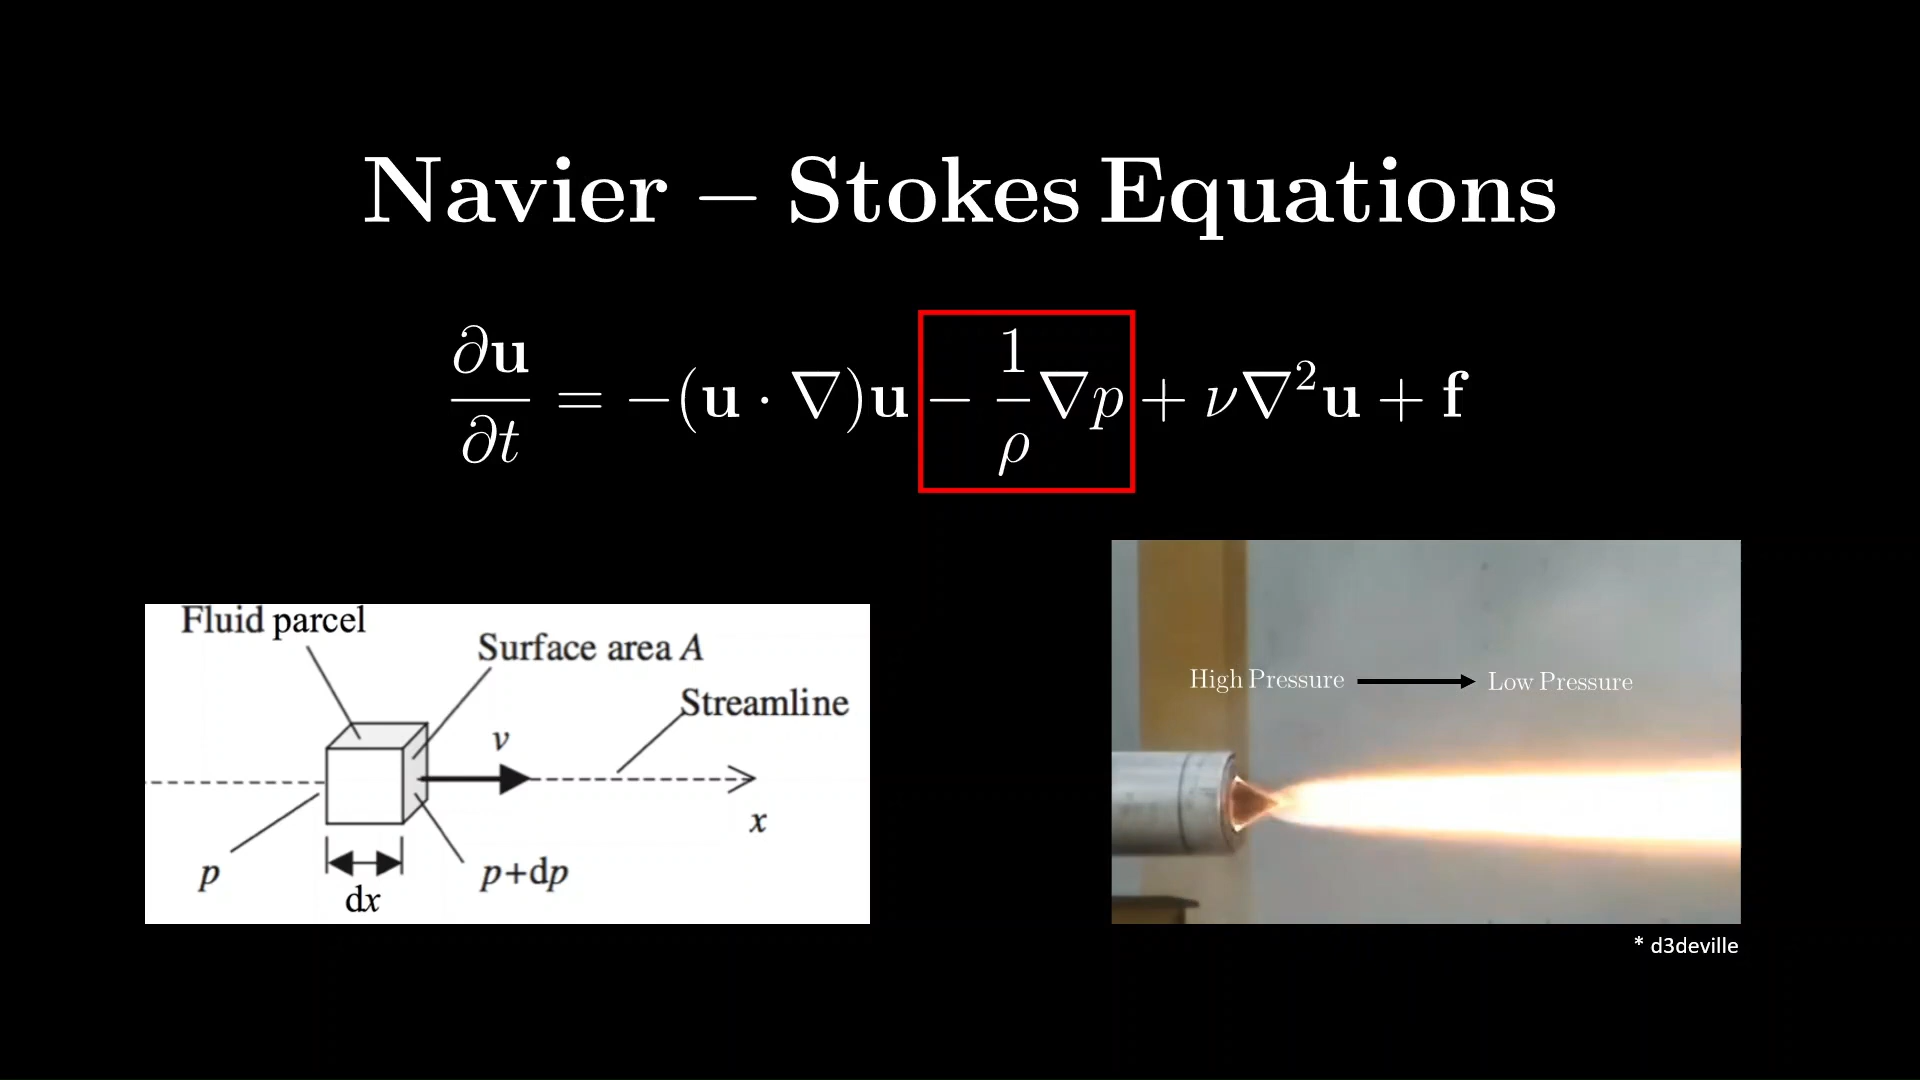 Navier – Stokes Equations
∂u/∂t = −(u · ∇)u − 1/ρ ∇p + ν∇²u + f
Fluid parcel
Surface area A
Streamline
v
x
p
p+dp
dx
High Pressure
Low Pressure
* d3deville